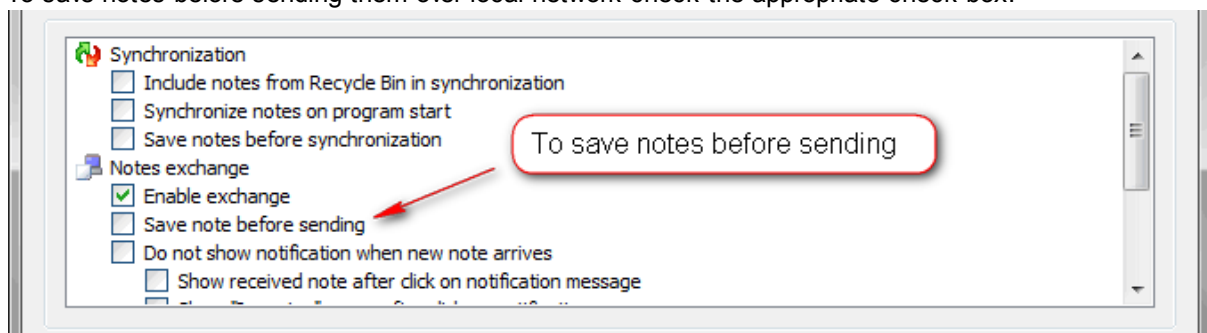 To save notes before sending them over local network check the appropriate check box:
Synchronization
Include notes from Recycle Bin in synchronization
Synchronize notes on program start
Save notes before synchronization
To save notes before sending
Notes exchange
Enable exchange
Save note before sending
Do not show notification when new note arrives
Show received note after click on notification message